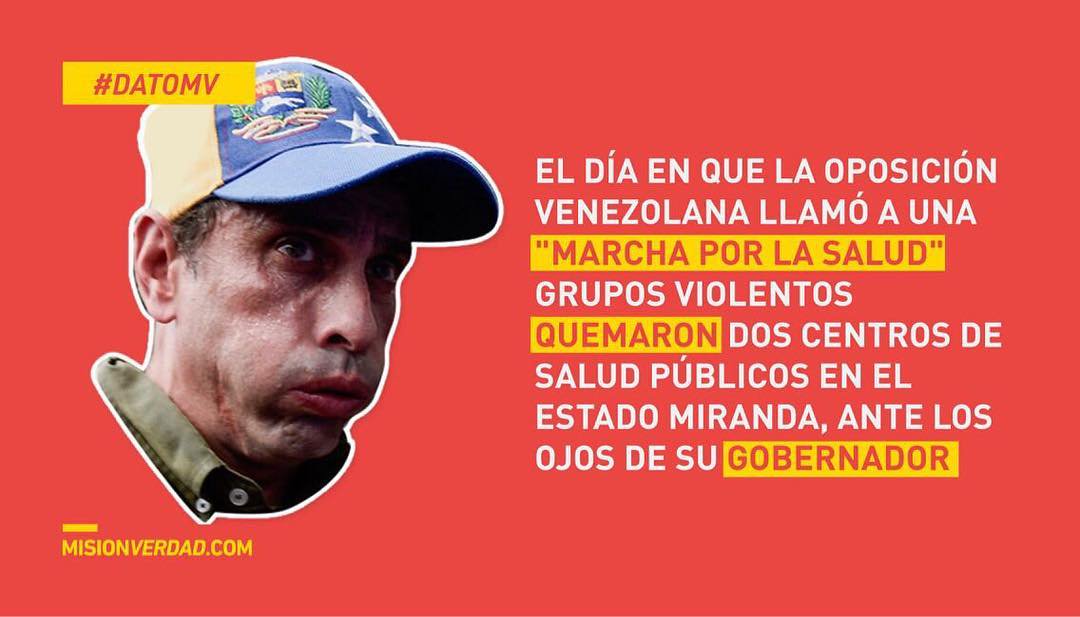 #DATOMV
EL DÍA EN QUE LA OPOSICIÓN
VENEZOLANA LLAMÓ A UNA
"MARCHA POR LA SALUD"
GRUPOS VIOLENTOS
QUEMARON DOS CENTROS DE
SALUD PÚBLICOS EN EL
ESTADO MIRANDA, ANTE LOS
OJOS DE SU GOBERNADOR
MISIONVERDAD.COM